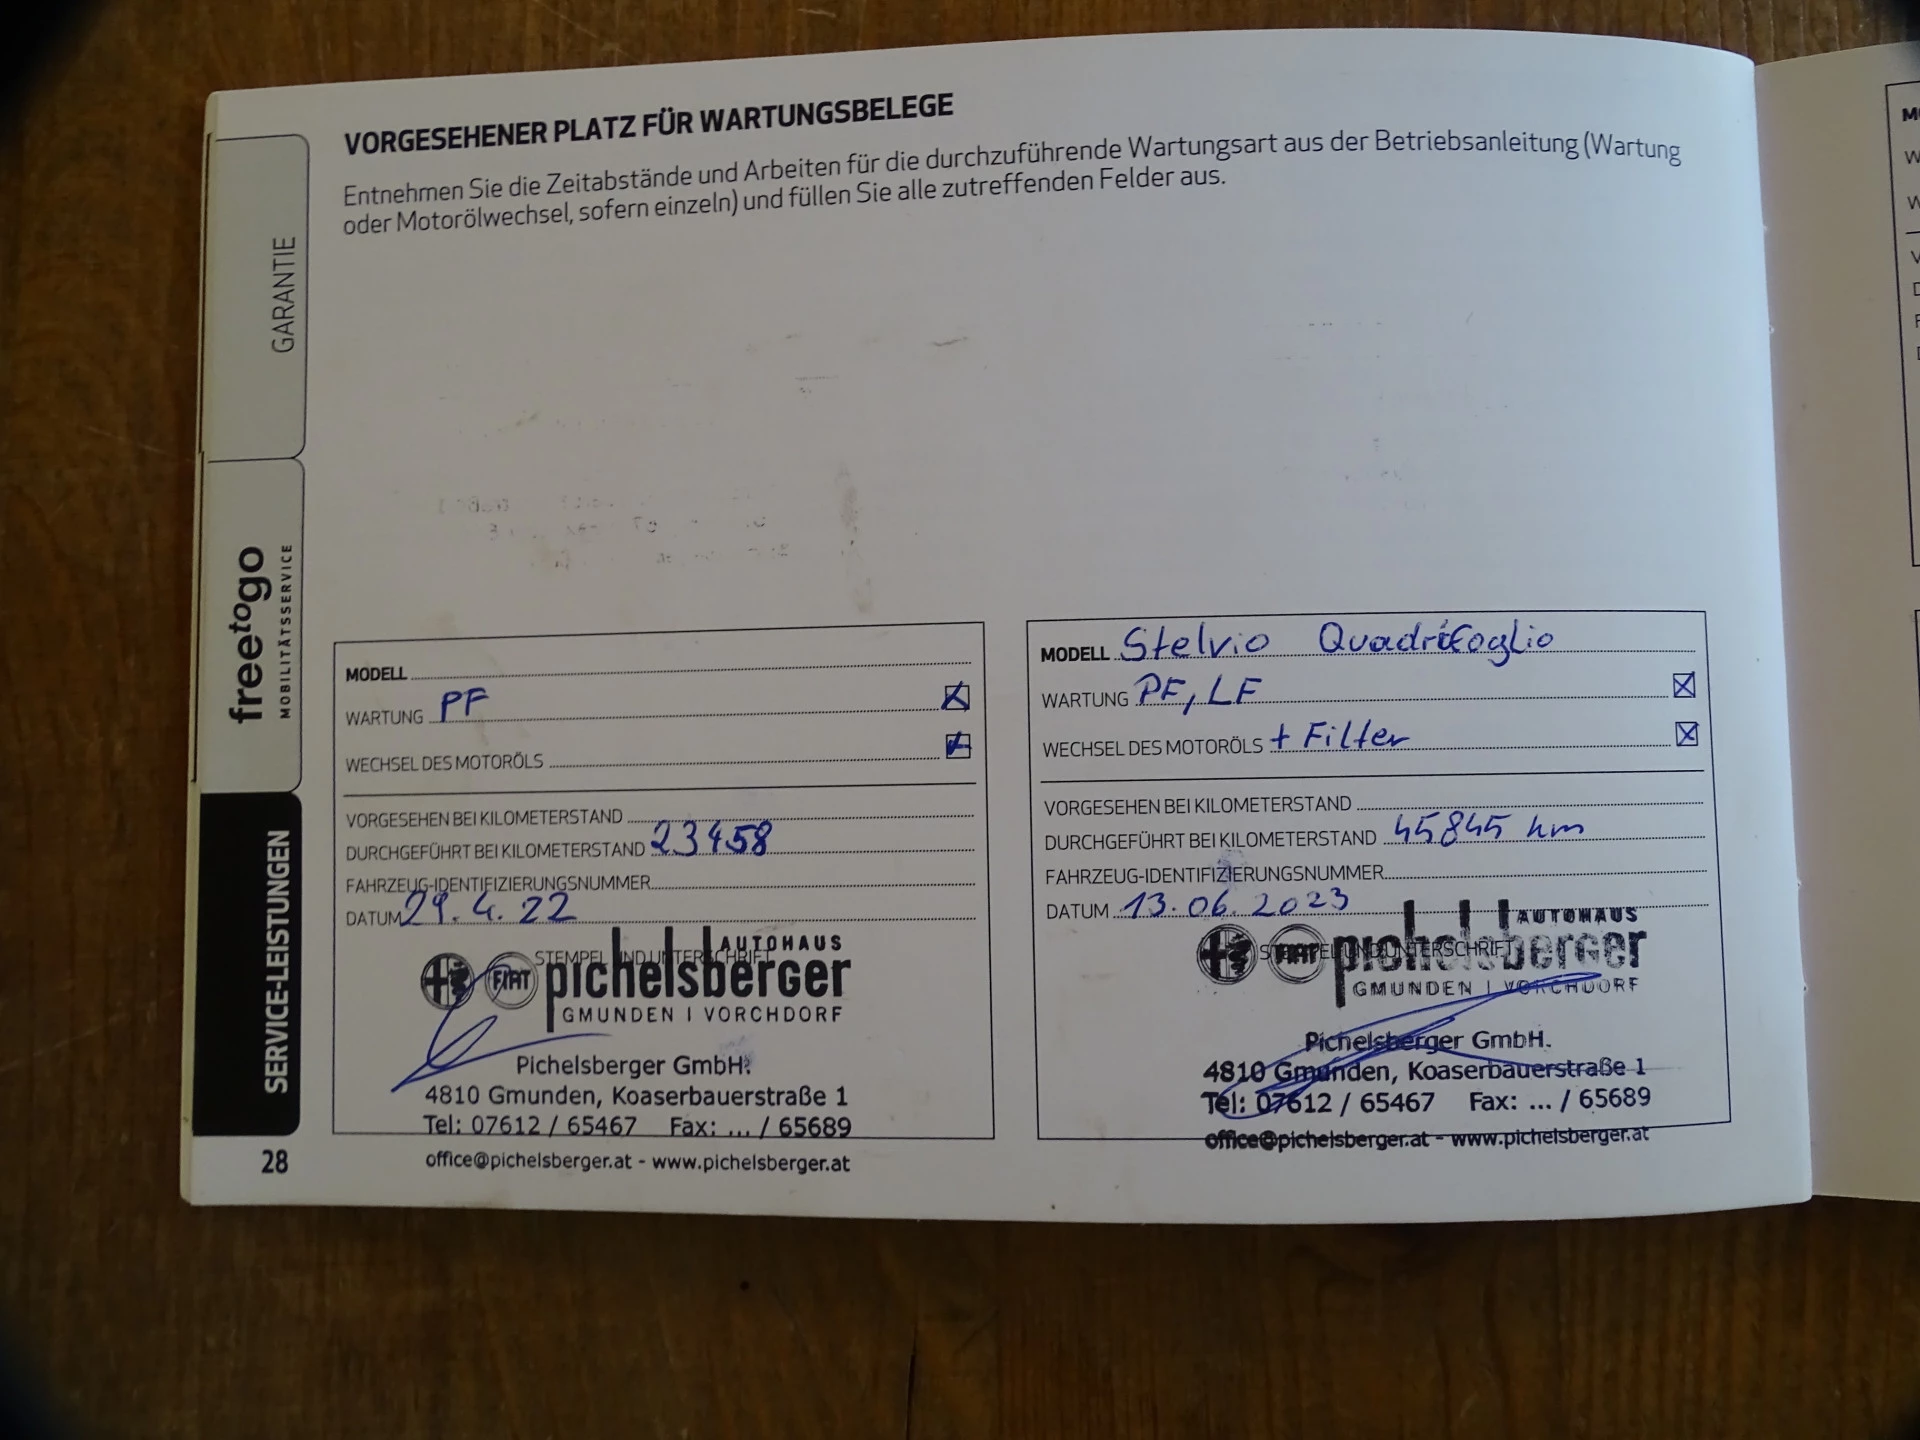 VORGESEHENER PLATZ FÜR WARTUNGSBELEGE
Entnehmen Sie die Zeitabstände und Arbeiten für die durchzuführende Wartungsart aus der Betriebsanleitung (Wartung
oder Motorölwechsel, sofern einzeln) und füllen Sie alle zutreffenden Felder aus.
GARANTIE
freetogo
MOBILITÄTSSERVICE
SERVICE-LEISTUNGEN
28
MODELL
WARTUNG PF
WECHSEL DES MOTORÖLS
VORGESEHEN BEI KILOMETERSTAND
DURCHGEFÜHRT BEI KILOMETERSTAND 23458
FAHRZEUG-IDENTIFIZIERUNGSNUMMER
DATUM 29.4.22
STEMPEL UND UNTERSCHRIFT
AUTOHAUS
FIAT pichelsberger
GMUNDEN | VORCHDORF
Pichelsberger GmbH.
4810 Gmunden, Koaserbauerstraße 1
Tel: 07612 / 65467 Fax: ... / 65689
office@pichelsberger.at - www.pichelsberger.at
MODELL Stelvio Quadrifoglio
WARTUNG PF, LF
WECHSEL DES MOTORÖLS + Filter
VORGESEHEN BEI KILOMETERSTAND
DURCHGEFÜHRT BEI KILOMETERSTAND 45845 km
FAHRZEUG-IDENTIFIZIERUNGSNUMMER
DATUM 13.06.2023
STEMPEL UND UNTERSCHRIFT
AUTOHAUS
FIAT pichelsberger
GMUNDEN | VORCHDORF
Pichelsberger GmbH.
4810 Gmunden, Koaserbauerstraße 1
Tel: 07612 / 65467 Fax: ... / 65689
office@pichelsberger.at - www.pichelsberger.at